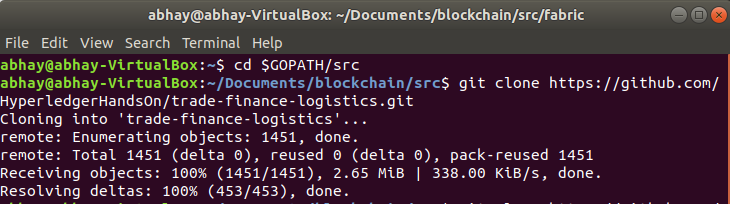 abhay@abhay-VirtualBox: ~/Documents/blockchain/src/fabric
File Edit View Search Terminal Help
abhay@abhay-VirtualBox:~$ cd $GOPATH/src
abhay@abhay-VirtualBox:~/Documents/blockchain/src$ git clone https://github.com/
HyperledgerHandsOn/trade-finance-logistics.git
Cloning into 'trade-finance-logistics'...
remote: Enumerating objects: 1451, done.
remote: Total 1451 (delta 0), reused 0 (delta 0), pack-reused 1451
Receiving objects: 100% (1451/1451), 2.65 MiB | 338.00 KiB/s, done.
Resolving deltas: 100% (453/453), done.